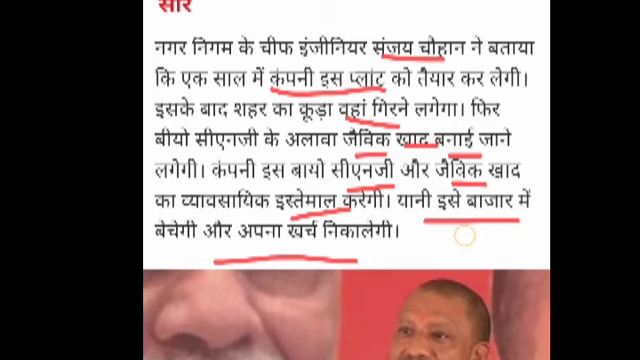 सार
नगर निगम के चीफ इंजीनियर संजय चौहान ने बताया
कि एक साल में कंपनी इस प्लांट को तैयार कर लेगी।
इसके बाद शहर का कूड़ा वहां गिरने लगेगा। फिर
बीयो सीएनजी के अलावा जैविक खाद बनाई जाने
लगेगी। कंपनी इस बायो सीएनजी और जैविक खाद
का व्यावसायिक इस्तेमाल करेगी। यानी इसे बाजार में
बेचेगी और अपना खर्च निकालेगी।